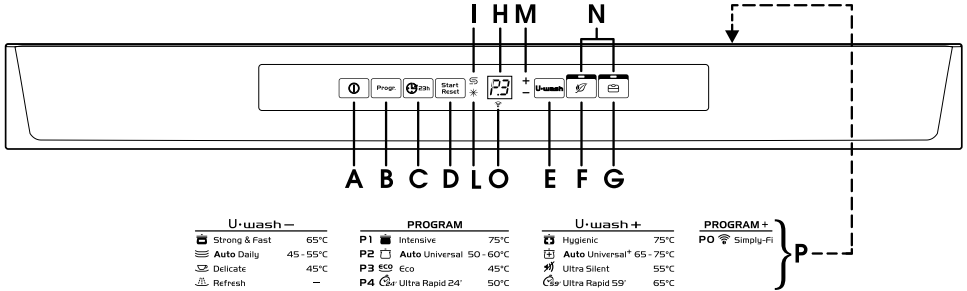 I H M N
Progr. 23h Start Reset P.3 + − U-wash
A B C D L O E F G
U·wash −
Strong & Fast 65°C
Auto Daily 45 - 55°C
Delicate 45°C
Refresh –
PROGRAM
P1 Intensive 75°C
P2 Auto Universal 50 - 60°C
P3 eco Eco 45°C
P4 24' Ultra Rapid 24' 50°C
U·wash +
Hygienic 75°C
Auto Universal+ 65 - 75°C
Ultra Silent 55°C
59' Ultra Rapid 59' 65°C
PROGRAM +
P0 Simply-Fi
P